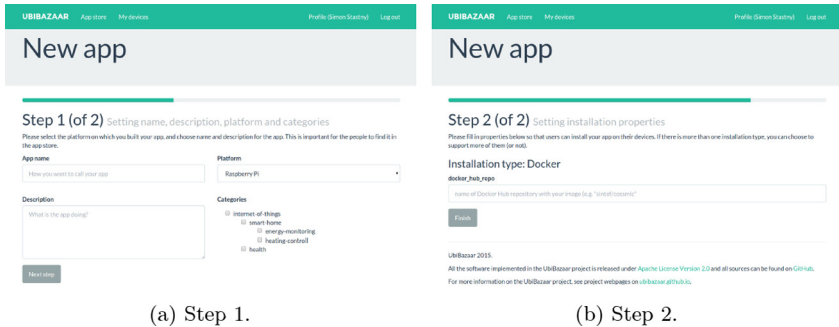 UBIBAZAAR App store My devices Profile (Simon Stastny) Log out
New app
Step 1 (of 2) Setting name, description, platform and categories
Please select the platform on which you built your app, and choose name and description for the app. This is important for the people to find it in
the app store.
App name Platform
How you want to call your app Raspberry Pi
Description Categories
What is the app doing? internet-of-things
smart-home
energy-monitoring
heating-controll
health
Next step
(a) Step 1.
UBIBAZAAR App store My devices Profile (Simon Stastny) Log out
New app
Step 2 (of 2) Setting installation properties
Please fill in properties below so that users can install your app on their devices. If there is more than one installation type, you can choose to
support more of them (or not).
Installation type: Docker
docker_hub_repo
name of Docker Hub repository with your image (e.g.
Finish
UbiBazaar 2015.
All the software implemented in the UbiBazaar project is released under Apache License Version 2.0 and all sources can be found on GitHub.
For more information on the UbiBazaar project, see project webpages on ubibazaar.github.io.
(b) Step 2.